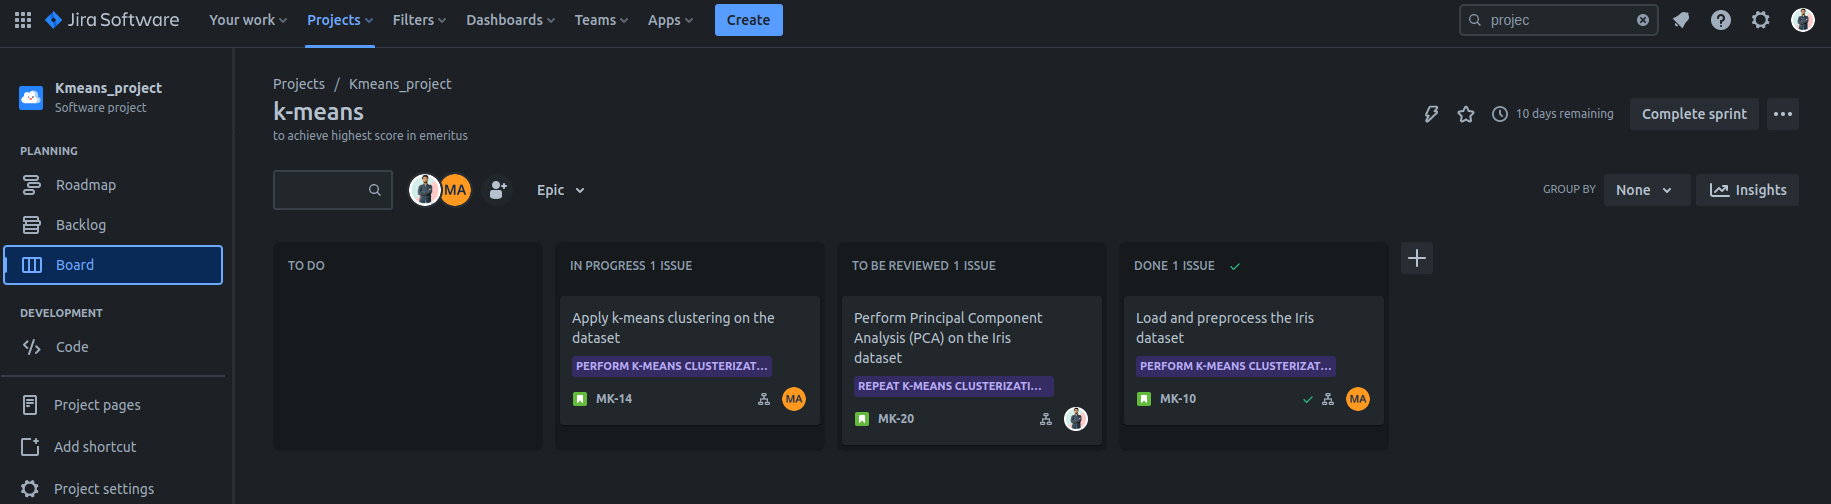 Jira Software
Your work
Projects
Filters
Dashboards
Teams
Apps
Create
projec
Kmeans_project
Software project
PLANNING
Roadmap
Backlog
Board
DEVELOPMENT
Code
Project pages
Add shortcut
Project settings
Projects / Kmeans_project
k-means
to achieve highest score in emeritus
10 days remaining
Complete sprint
MA
Epic
GROUP BY
None
Insights
TO DO
IN PROGRESS 1 ISSUE
Apply k-means clustering on the
dataset
PERFORM K-MEANS CLUSTERIZAT...
MK-14
MA
TO BE REVIEWED 1 ISSUE
Perform Principal Component
Analysis (PCA) on the Iris
dataset
REPEAT K-MEANS CLUSTERIZATI...
MK-20
DONE 1 ISSUE
Load and preprocess the Iris
dataset
PERFORM K-MEANS CLUSTERIZAT...
MK-10
MA